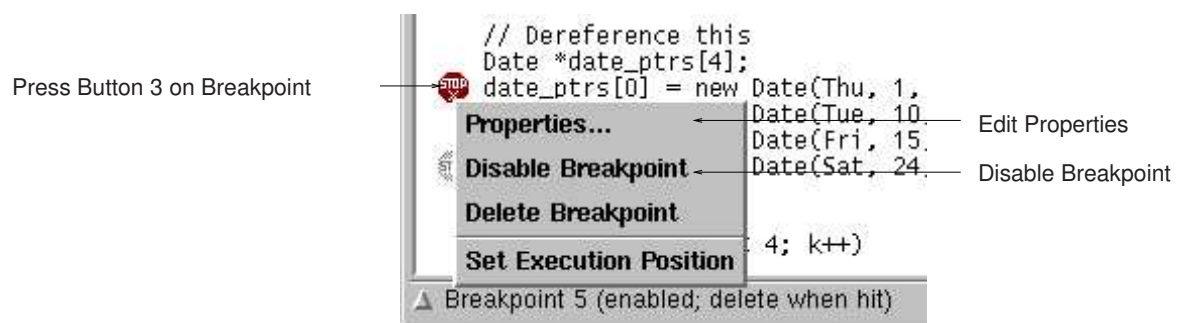 // Dereference this
Date *date_ptrs[4];
Press Button 3 on Breakpoint
STOP
date_ptrs[0] = new Date(Thu, 1,
Properties...
Date(Tue, 10,
Edit Properties
Date(Fri, 15,
Disable Breakpoint
Date(Sat, 24,
Disable Breakpoint
Delete Breakpoint
4; k++)
Set Execution Position
Breakpoint 5 (enabled; delete when hit)